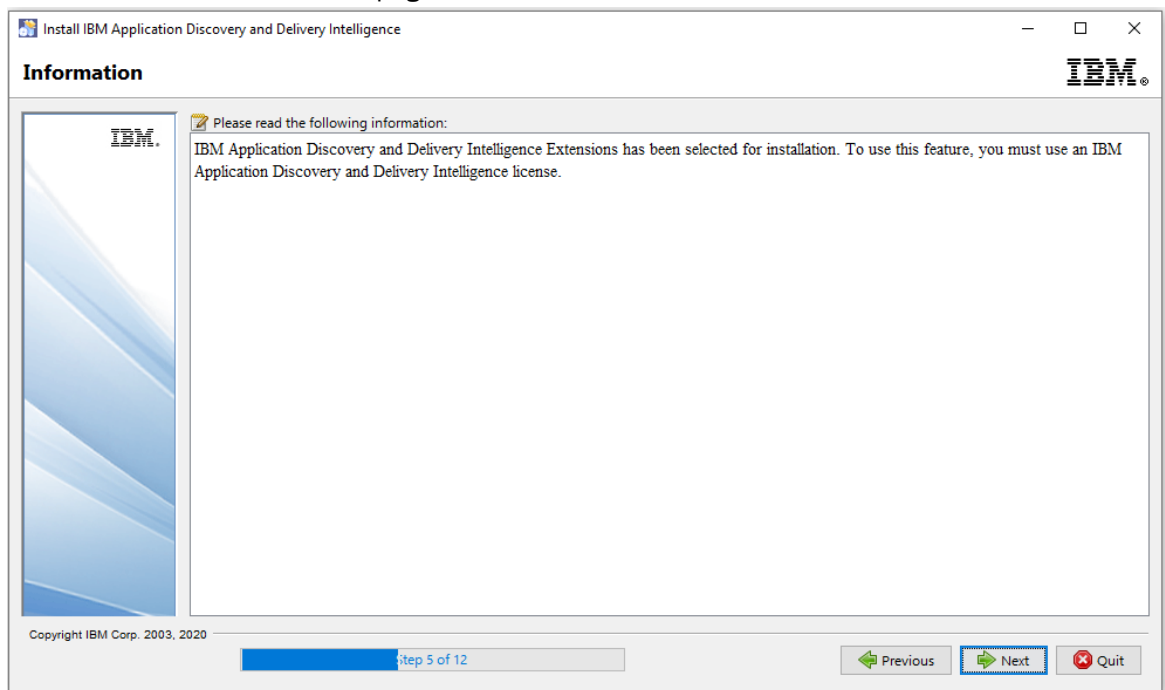 Install IBM Application Discovery and Delivery Intelligence
Information
IBM®
IBM.
Please read the following information:
IBM Application Discovery and Delivery Intelligence Extensions has been selected for installation. To use this feature, you must use an IBM
Application Discovery and Delivery Intelligence license.
Copyright IBM Corp. 2003, 2020
Step 5 of 12
Previous
Next
Quit